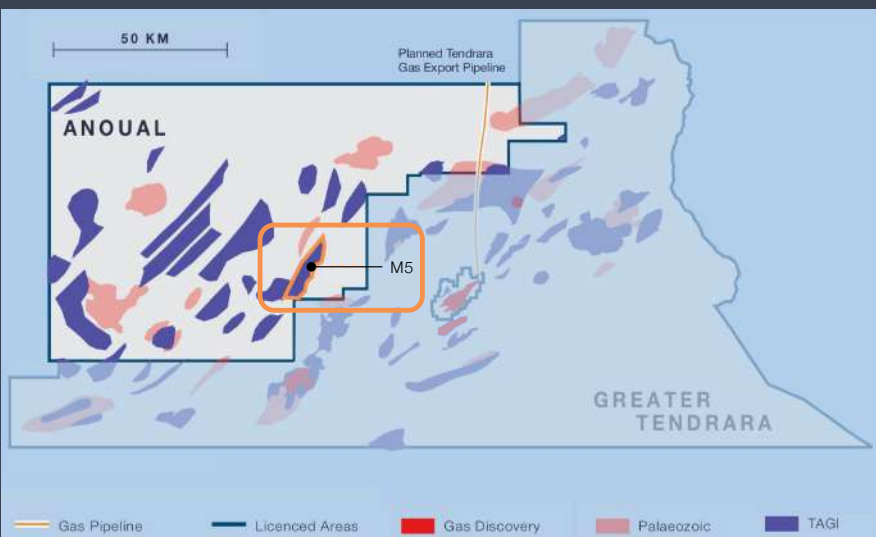 50 KM
Planned Tendrara
Gas Export Pipeline
ANOUAL
M5
GREATER
TENDRARA
Gas Pipeline
Licenced Areas
Gas Discovery
Palaeozoic
TAGI